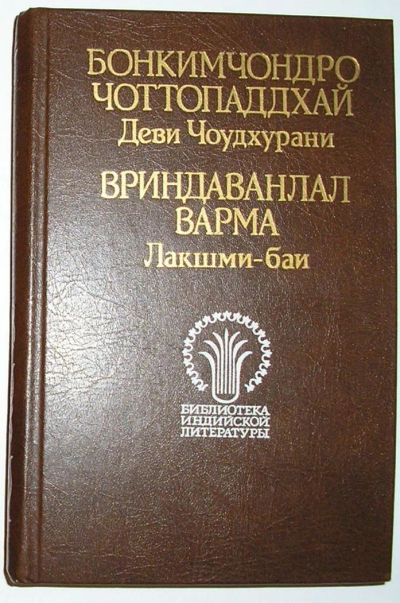 БОНКИМЧОНДРО
ЧОТТОПАДДХАЙ
Деви Чоудхурани
ВРИНДАВАНЛАЛ
ВАРМА
Лакшми-баи
БИБЛИОТЕКА
ИНДИЙСКОЙ
ЛИТЕРАТУРЫ